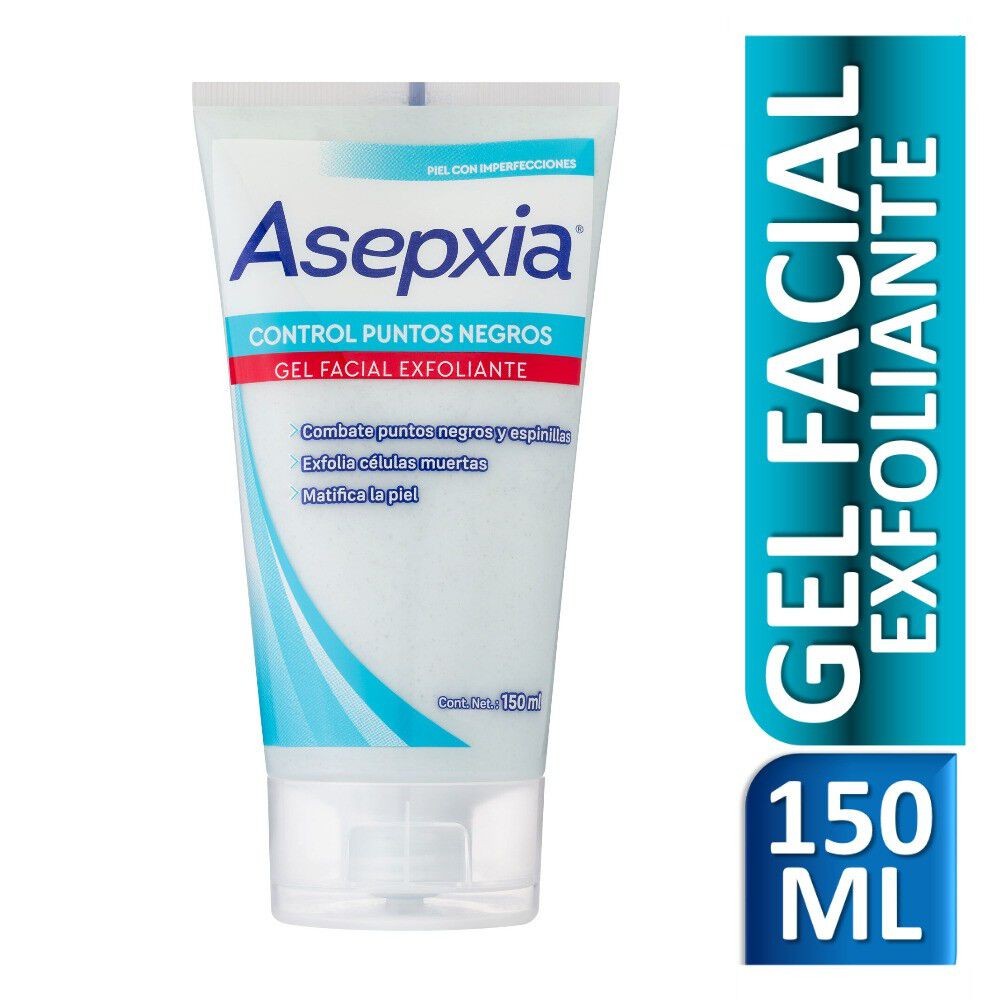 PIEL CON IMPERFECCIONES
Asepxia®
CONTROL PUNTOS NEGROS
GEL FACIAL EXFOLIANTE
Combate puntos negros y espinillas
Exfolia células muertas
Matifica la piel
Cont. Net.: 150 ml
GEL FACIAL
EXFOLIANTE
150
ML